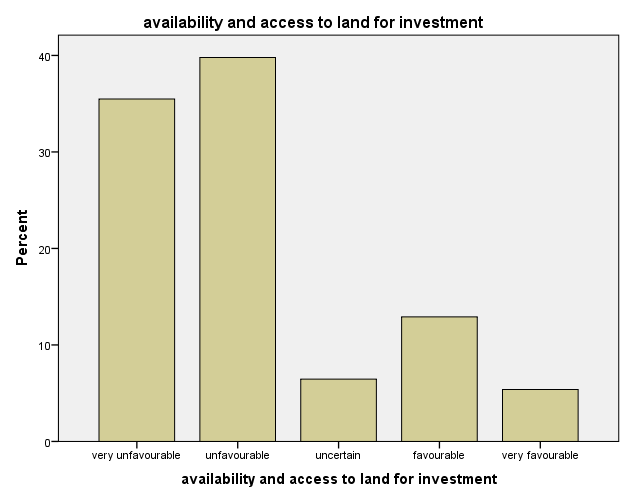 availability and access to land for investment
Percent
40
30
20
10
0
very unfavourable unfavourable uncertain favourable very favourable
availability and access to land for investment